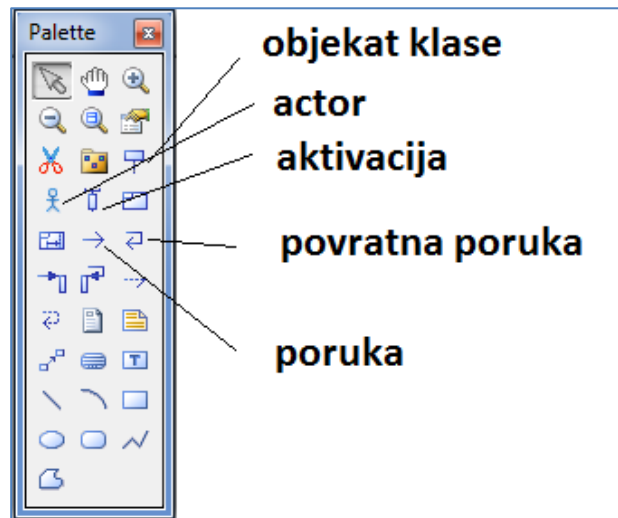 Palette
objekat klase
actor
aktivacija
povratna poruka
poruka
T